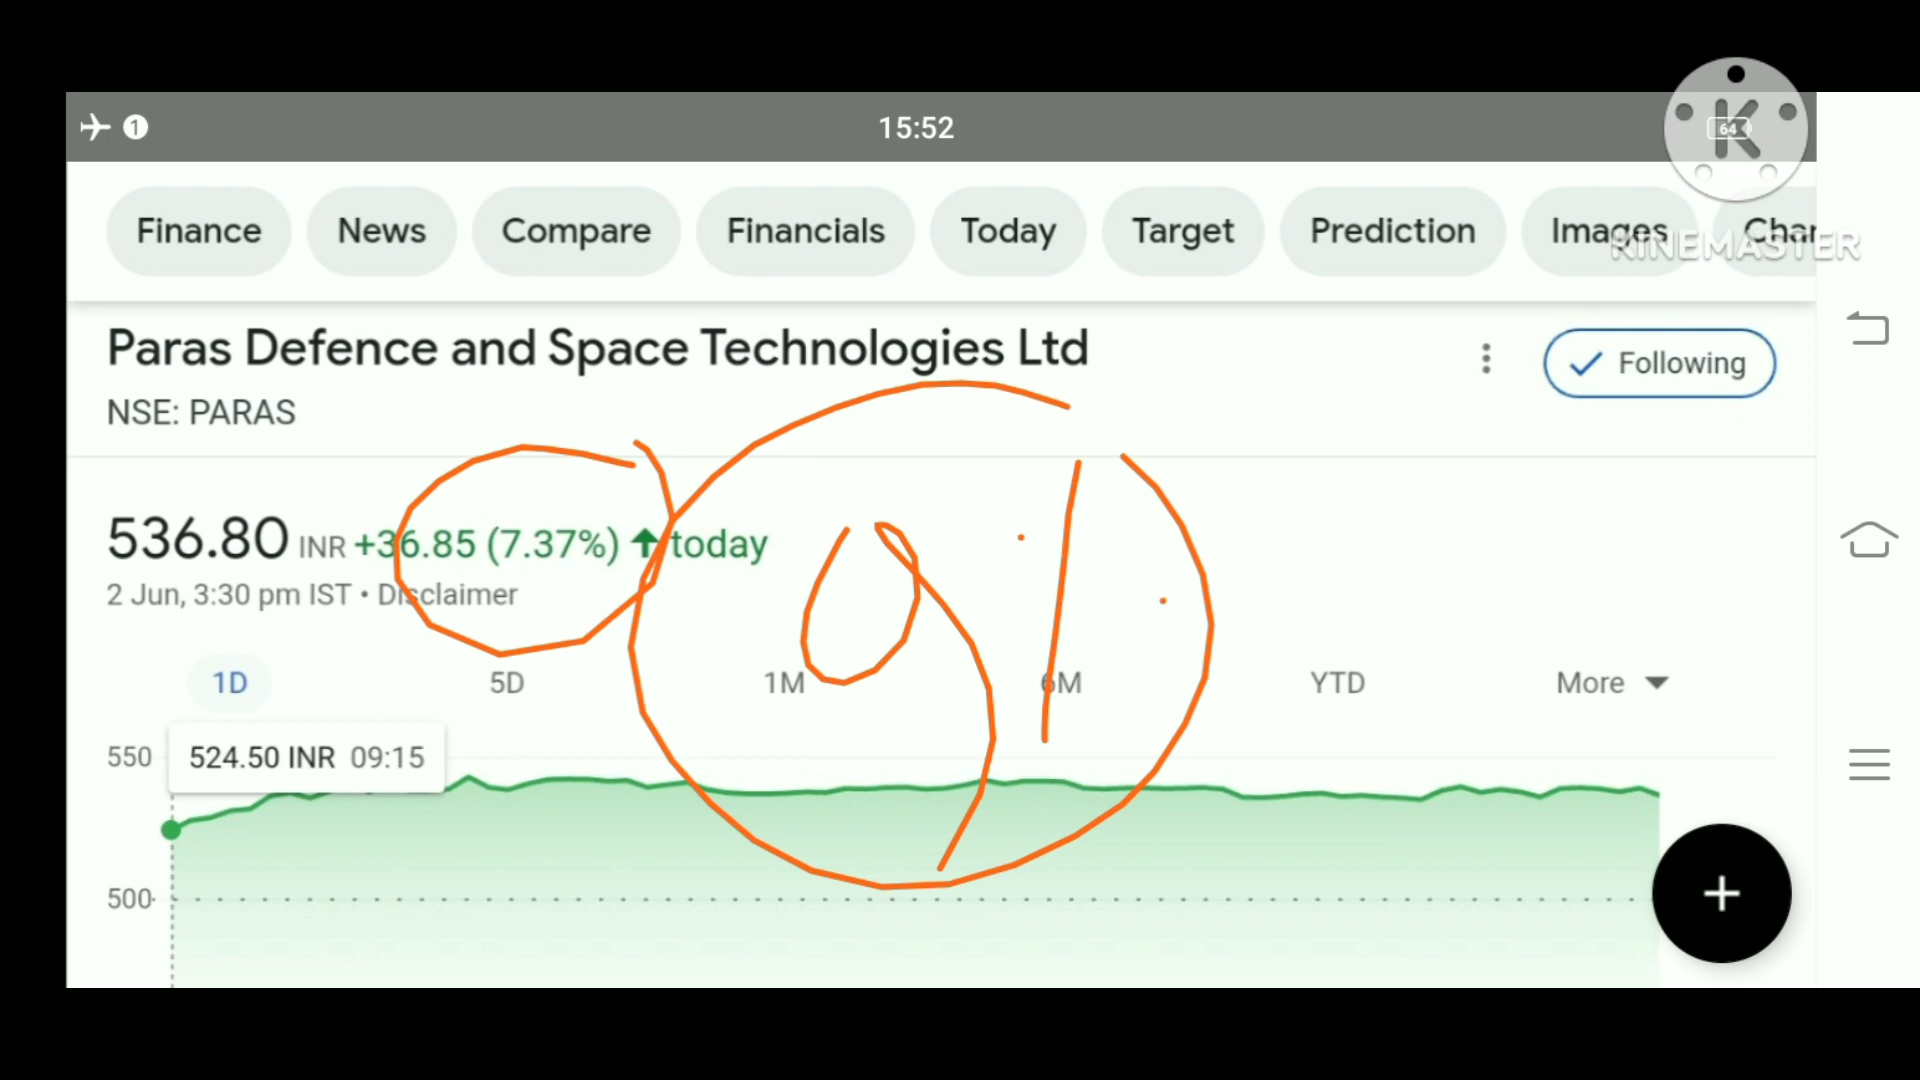 15:52
1
64
Finance News Compare Financials Today Target Prediction Images
KINEMASTER
Paras Defence and Space Technologies Ltd
Following
NSE: PARAS
536.80 INR +36.85 (7.37%) ↑ today
2 Jun, 3:30 pm IST • Disclaimer
1D 5D 1M 6M YTD More
550
524.50 INR 09:15
500